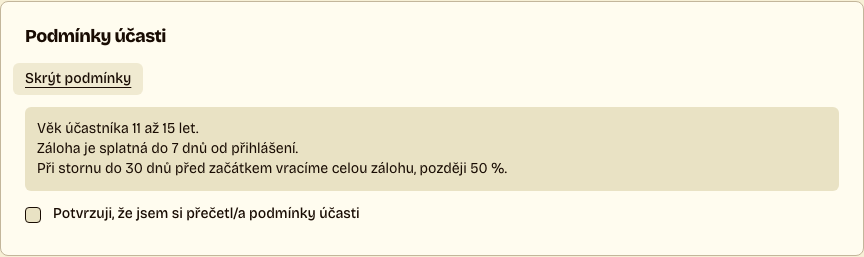 Podmínky účasti
Skrýt podmínky
Věk účastníka 11 až 15 let.
Záloha je splatná do 7 dnů od přihlášení.
Při stornu do 30 dnů před začátkem vracíme celou zálohu, později 50 %.
Potvrzuji, že jsem si přečetl/a podmínky účasti